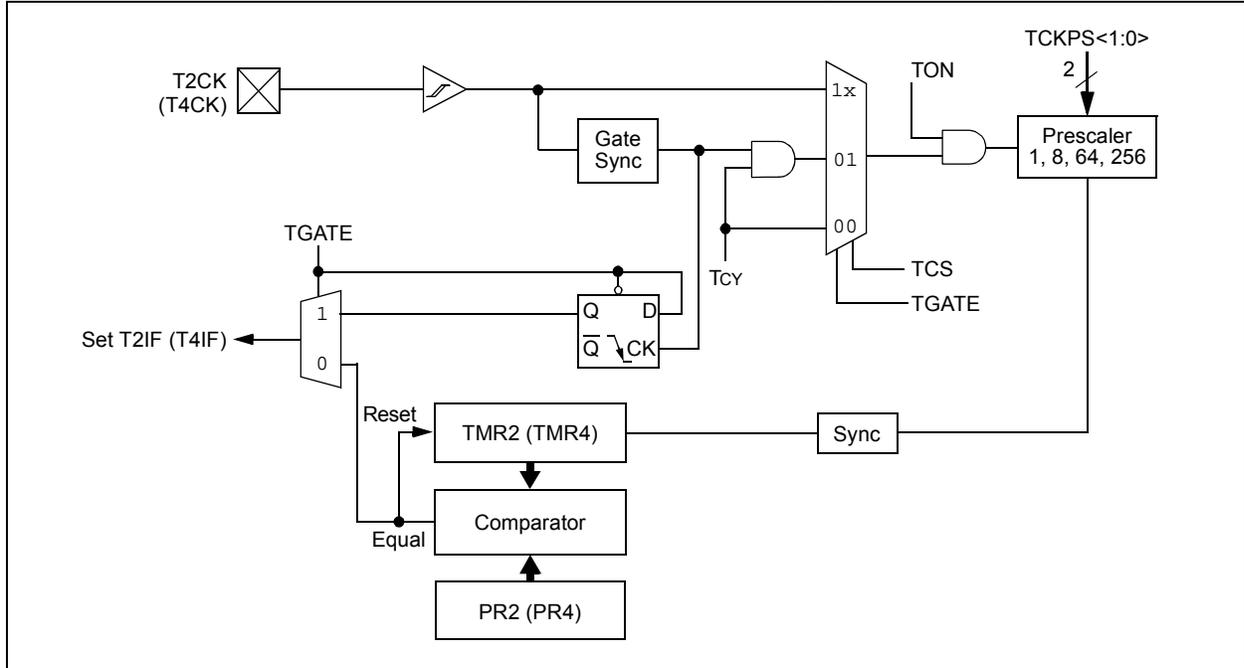 TCKPS<1:0>
2
T2CK
(T4CK)
1x
TON
Gate
Sync
01
Prescaler
1, 8, 64, 256
00
TCY
TCS
TGATE
TGATE
1
Q
D
Set T2IF (T4IF)
0
Q
CK
Reset
TMR2 (TMR4)
Sync
Comparator
Equal
PR2 (PR4)